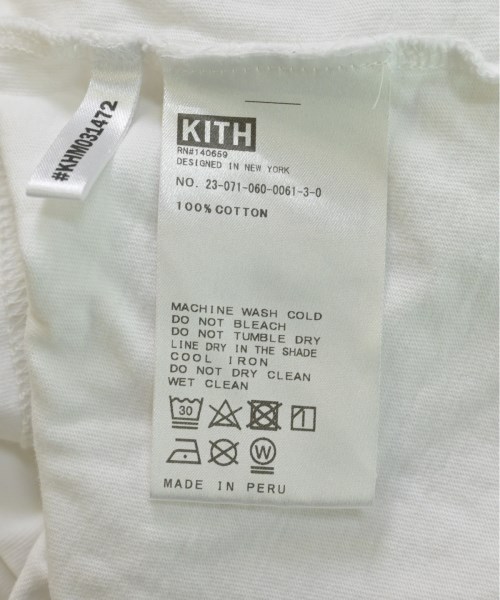 #KHM031472
KITH
RN#140659
DESIGNED IN NEW YORK
NO. 23-071-060-0061-3-0
100% COTTON
MACHINE WASH COLD
DO NOT BLEACH
DO NOT TUMBLE DRY
LINE DRY IN THE SHADE
COOL IRON
DO NOT DRY CLEAN
WET CLEAN
30
W
MADE IN PERU